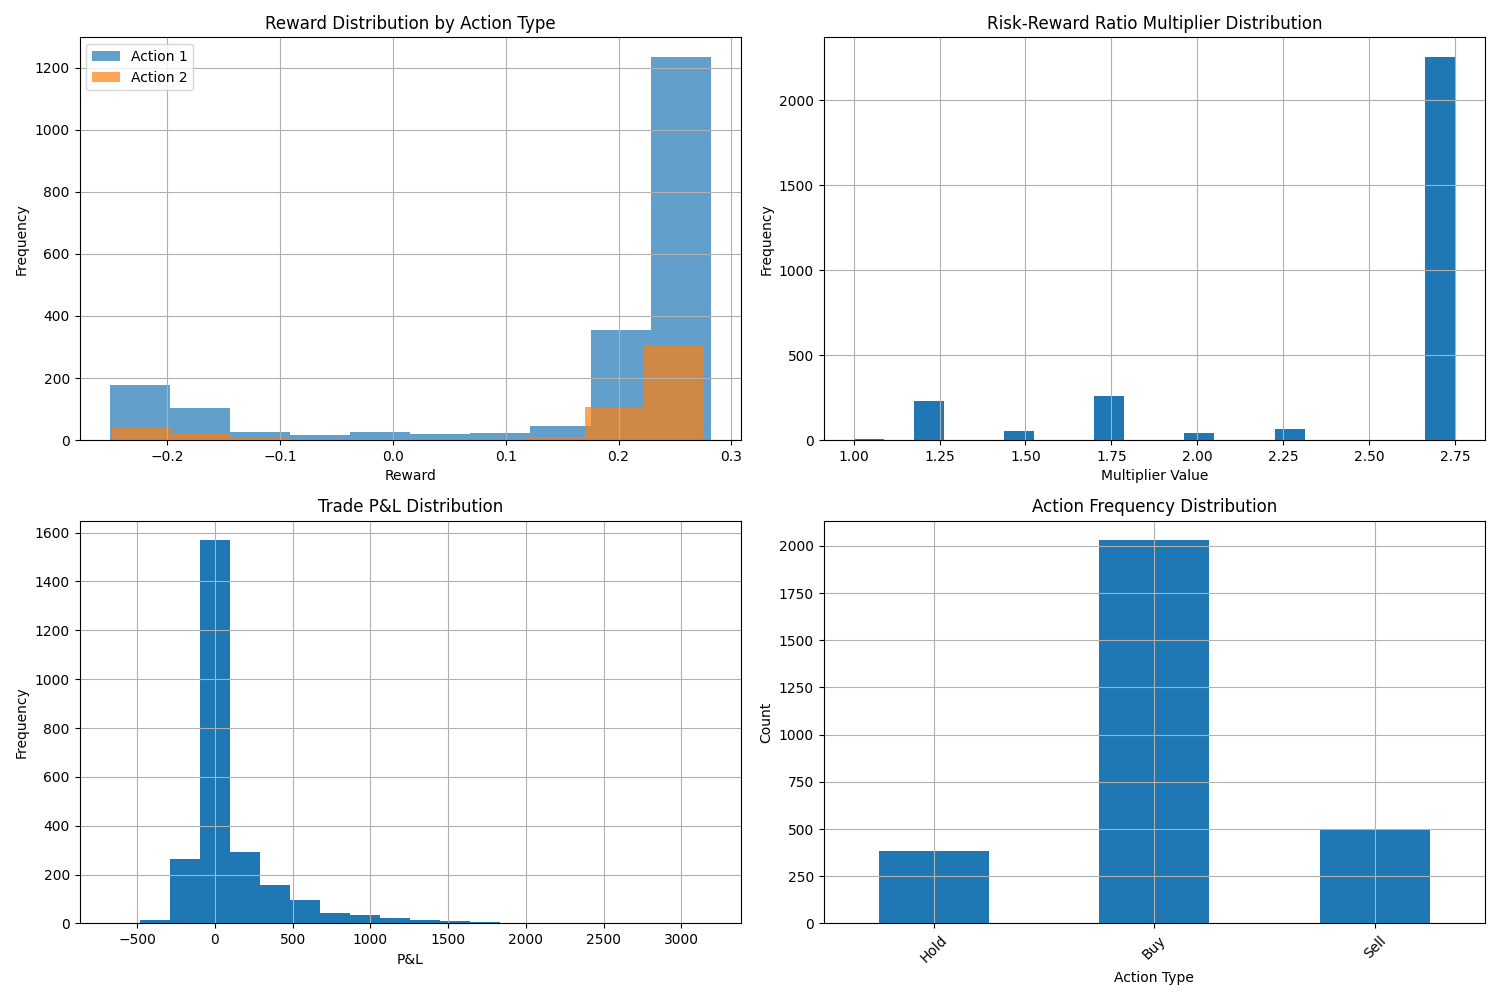 Reward Distribution by Action Type
Action 1
Action 2
1200
1000
800
600
400
200
0
Frequency
−0.2 −0.1 0.0 0.1 0.2 0.3
Reward
Risk-Reward Ratio Multiplier Distribution
2000
1500
1000
500
0
Frequency
1.00 1.25 1.50 1.75 2.00 2.25 2.50 2.75
Multiplier Value
Trade P&L Distribution
1600
1400
1200
1000
800
600
400
200
0
Frequency
−500 0 500 1000 1500 2000 2500 3000
P&L
Action Frequency Distribution
2000
1750
1500
1250
1000
750
500
250
0
Count
Hold Buy Sell
Action Type